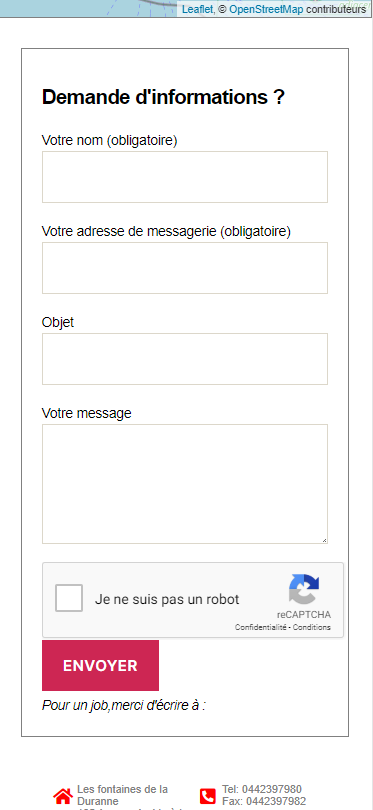 Leaflet, © OpenStreetMap contributeurs
Demande d'informations ?
Votre nom (obligatoire)
Votre adresse de messagerie (obligatoire)
Objet
Votre message
Je ne suis pas un robot
reCAPTCHA
Confidentialité - Conditions
ENVOYER
Pour un job,merci d'écrire à :
Les fontaines de la
Duranne
Tel: 0442397980
Fax: 0442397982